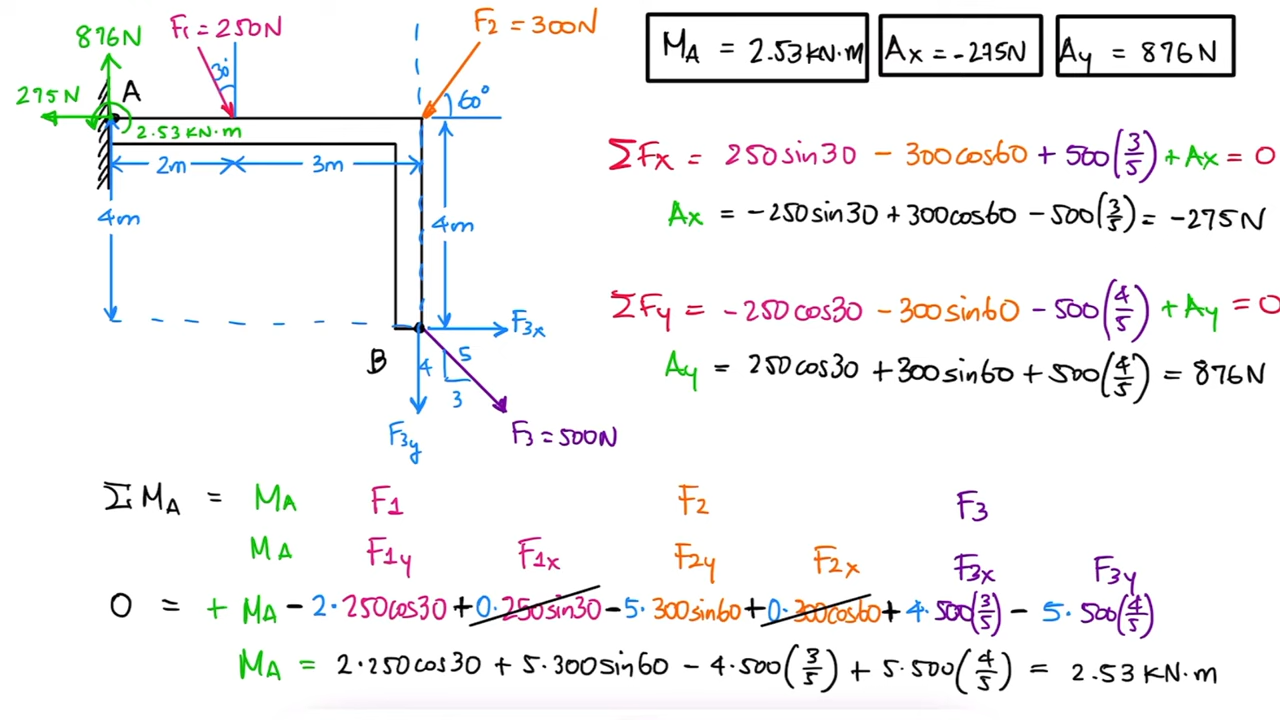 876N
F1 = 250N
F2 = 300N
MA = 2.53KN.m
Ax = -275N
Ay = 876N
275N
A
30°
60°
2.53KN.m
2m
3m
4m
4m
ΣFx = 250sin30 - 300cos60 + 500(3/5) + Ax = 0
Ax = -250sin30 + 300cos60 - 500(3/5) = -275N
ΣFy = -250cos30 - 300sin60 - 500(4/5) + Ay = 0
Ay = 250cos30 + 300sin60 + 500(4/5) = 876N
F3x
B
4
5
3
F3y
F3 = 500N
ΣMA = MA F1 F2 F3
MA F1y F1x F2y F2x F3x F3y
0 = + MA - 2·250cos30 + 0·250sin30 - 5·300sin60 + 0·300cos60 + 4·500(3/5) - 5·500(4/5)
MA = 2·250cos30 + 5·300sin60 - 4·500(3/5) + 5·500(4/5) = 2.53KN·m